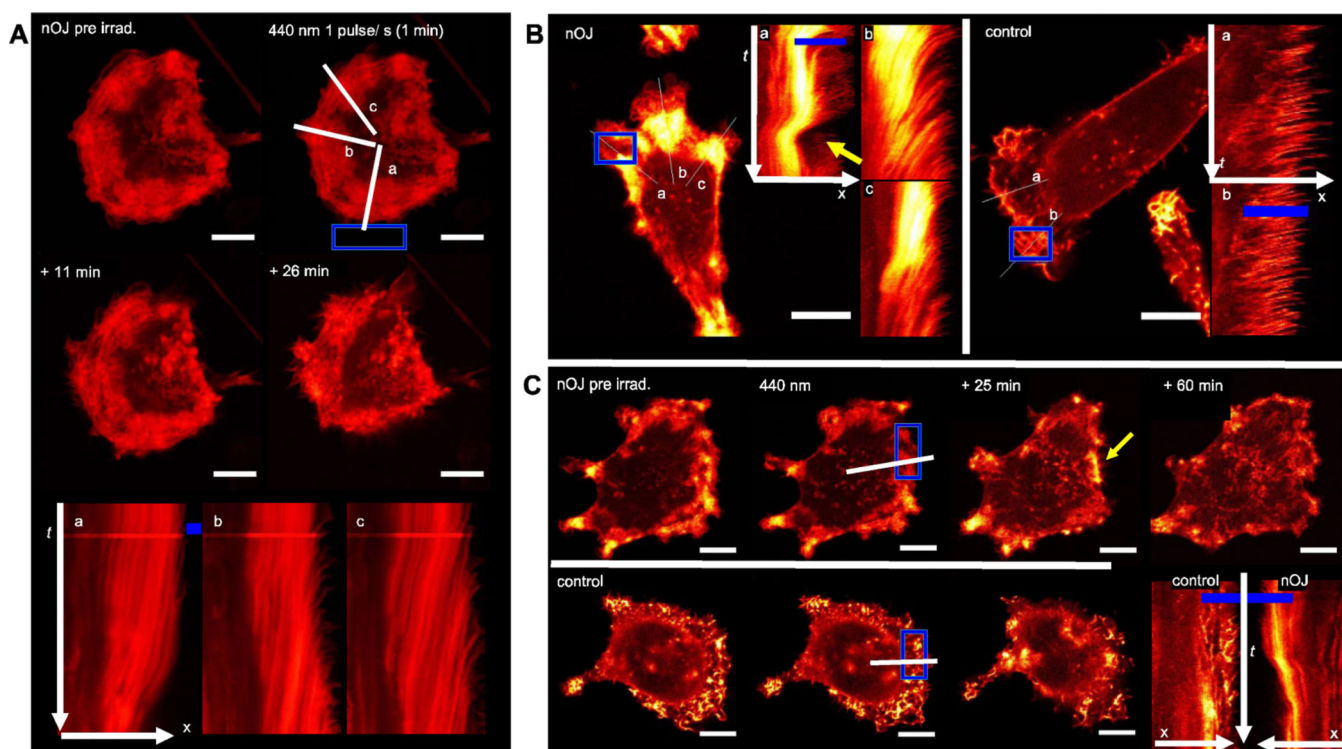 A
nOJ pre irrad.
440 nm 1 pulse/ s (1 min)
c
b
a
+ 11 min
+ 26 min
t
a
b
c
x
B
nOJ
a
b
t
a
b
c
c
x
control
a
b
a
t
x
b
C
nOJ pre irrad.
440 nm
+ 25 min
+ 60 min
control
control
nOJ
t
x
x